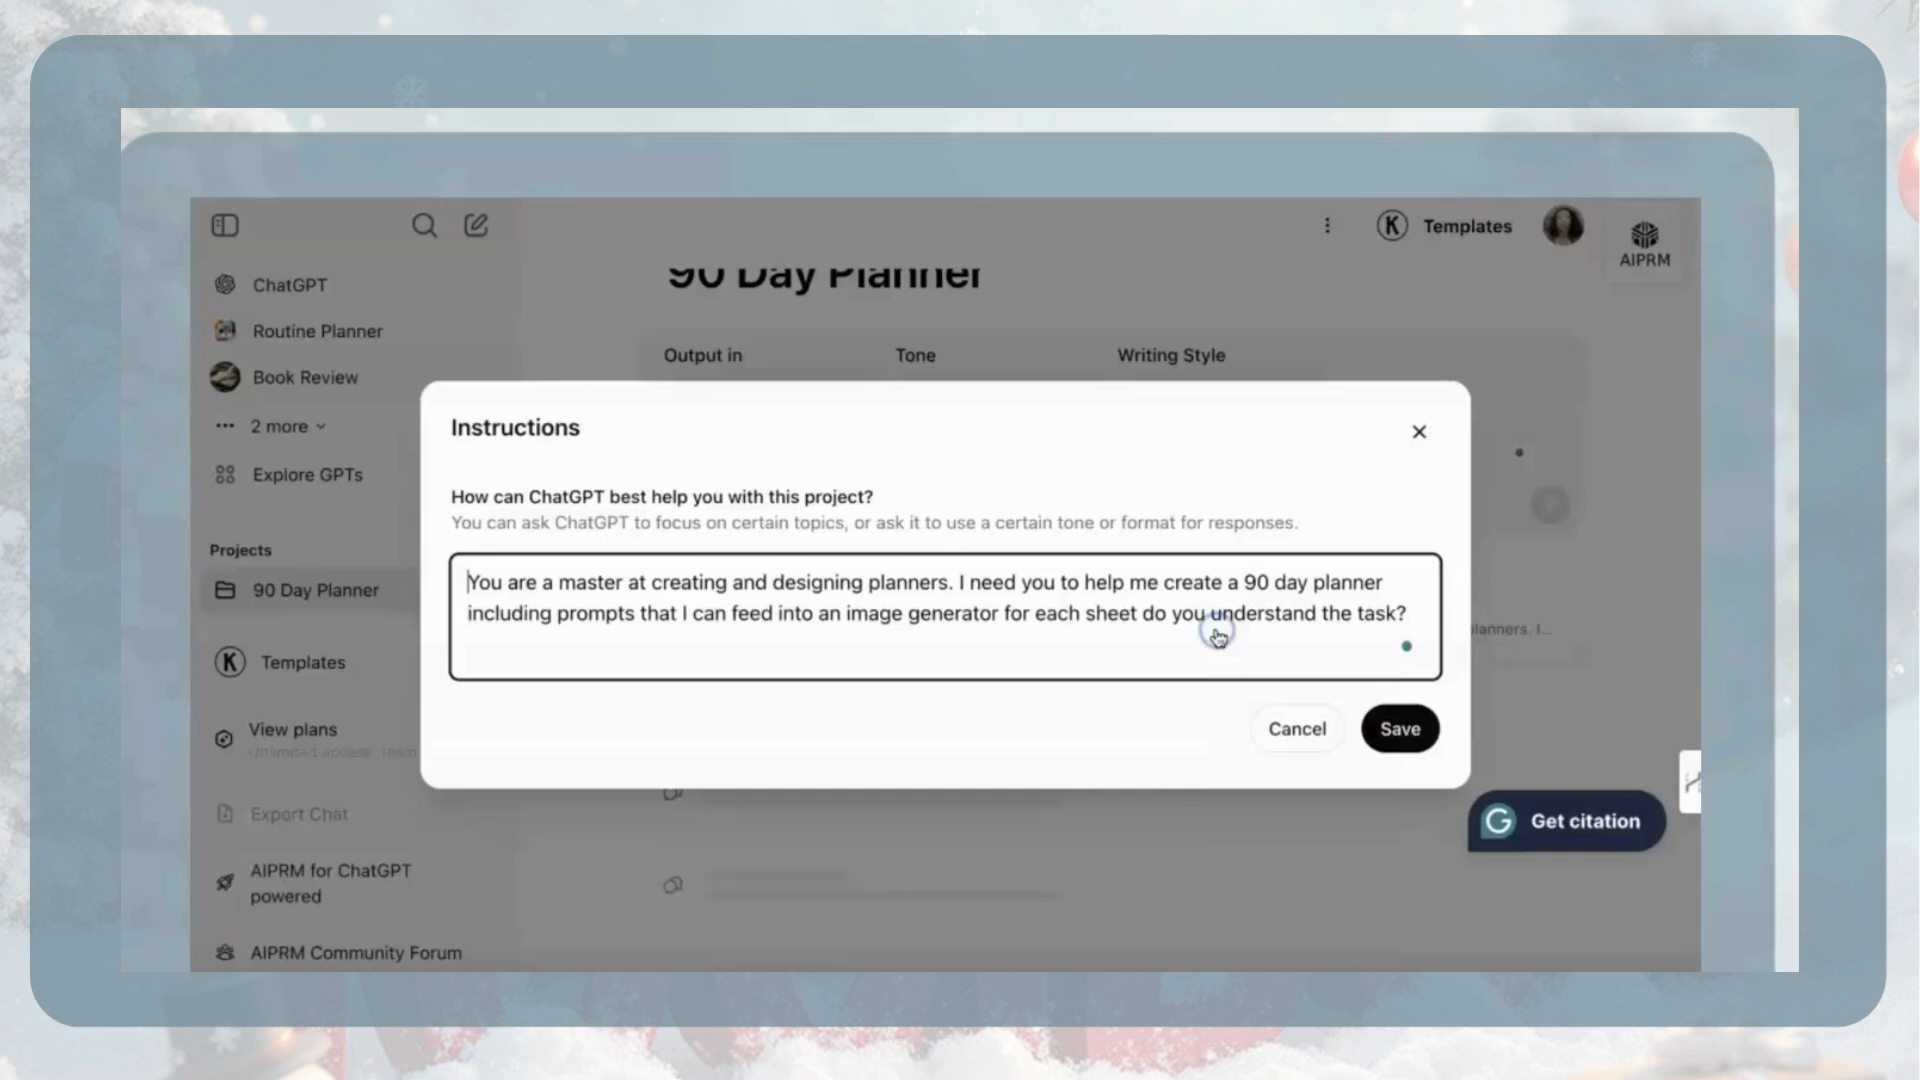 90 Day Planner
Templates
AIPRM
ChatGPT
Routine Planner
Book Review
2 more
Explore GPTs
Projects
90 Day Planner
Templates
View plans
Unlimited access, team
Export Chat
AIPRM for ChatGPT
powered
AIPRM Community Forum
Output in
Tone
Writing Style
Instructions
How can ChatGPT best help you with this project?
You can ask ChatGPT to focus on certain topics, or ask it to use a certain tone or format for responses.
You are a master at creating and designing planners. I need you to help me create a 90 day planner
including prompts that I can feed into an image generator for each sheet do you understand the task?
Cancel
Save
planners. I...
Get citation